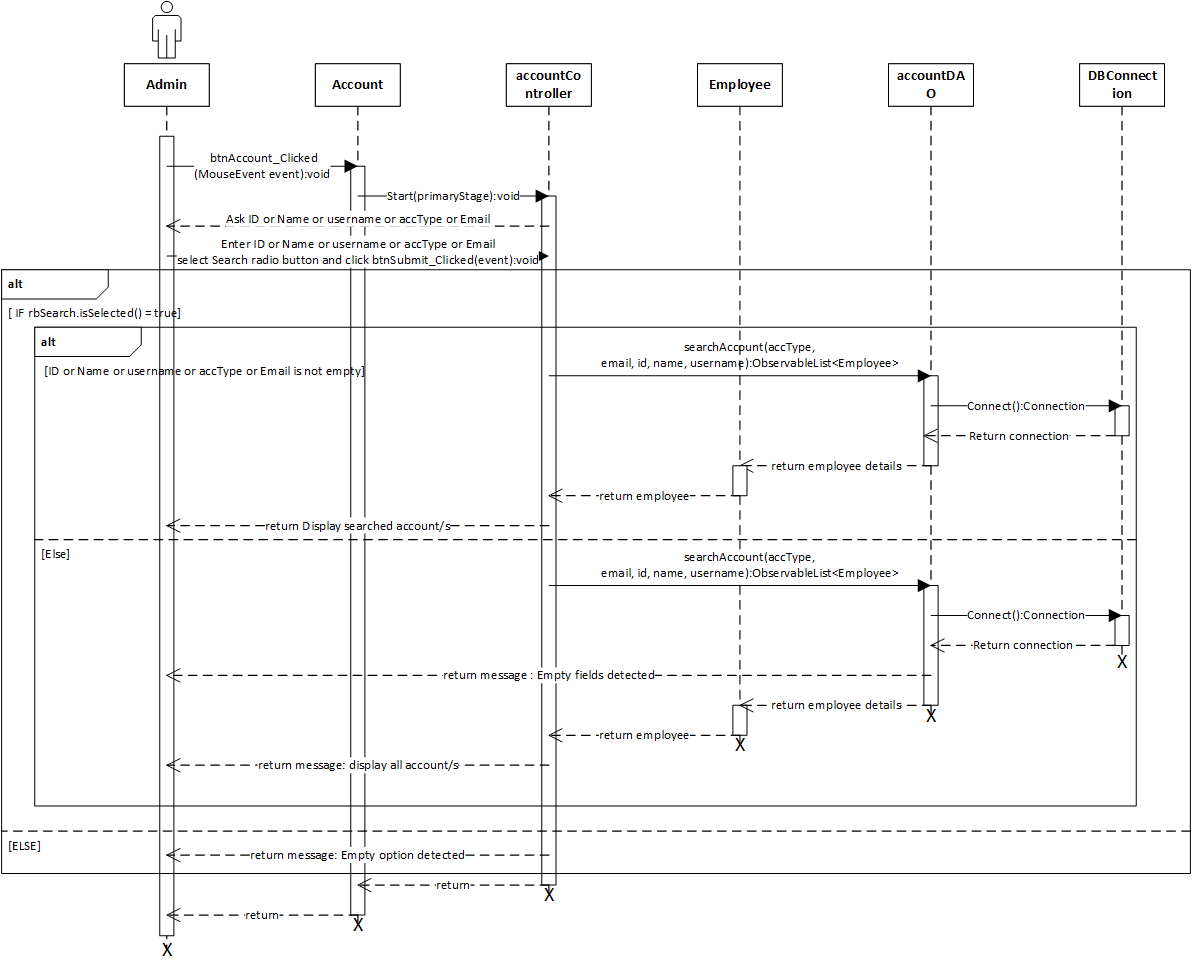 Admin
Account
accountCo
ntroller
Employee
accountDA
O
DBConnect
ion
btnAccount_Clicked
(MouseEvent event):void
Start(primaryStage):void
Ask ID or Name or username or accType or Email
Enter ID or Name or username or accType or Email
select Search radio button and click btnSubmit_Clicked(event):void
alt
[ IF rbSearch.isSelected() = true]
alt
searchAccount(accType,
email, id, name, username):ObservableList<Employee>
[ID or Name or username or accType or Email is not empty]
Connect():Connection
Return connection
return employee details
return employee
return Display searched account/s
[Else]
searchAccount(accType,
email, id, name, username):ObservableList<Employee>
Connect():Connection
Return connection
X
return message : Empty fields detected
return employee details
X
return employee
X
return message: display all account/s
[ELSE]
return message: Empty option detected
return
X
return
X
X